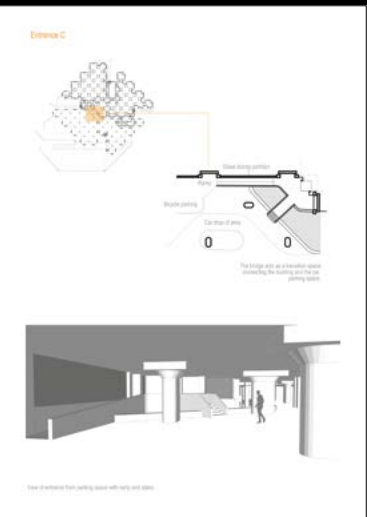 Entrance C
Glass sliding partition
Ramp
Bicycle parking
Car drop of area
The bridge acts as a transition space
connecting the building and the car
parking space.
View of entrance from parking space with ramp and stairs.